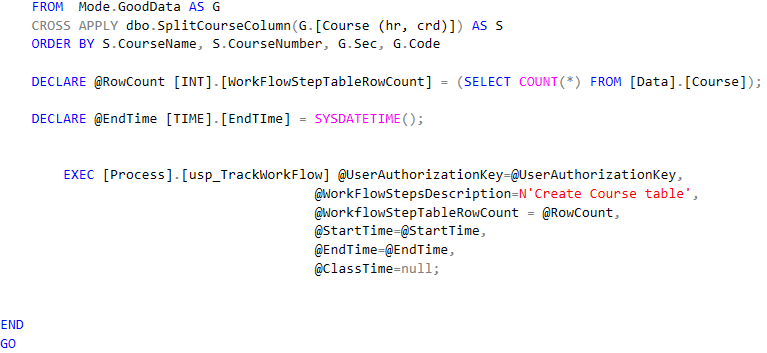 FROM  Mode.GoodData AS G
CROSS APPLY dbo.SplitCourseColumn(G.[Course (hr, crd)]) AS S
ORDER BY S.CourseName, S.CourseNumber, G.Sec, G.Code
DECLARE @RowCount [INT].[WorkFlowStepTableRowCount] = (SELECT COUNT(*) FROM [Data].[Course]);
DECLARE @EndTime [TIME].[EndTIme] = SYSDATETIME();
EXEC [Process].[usp_TrackWorkFlow] @UserAuthorizationKey=@UserAuthorizationKey,
@WorkFlowStepsDescription=N'Create Course table',
@WorkflowStepTableRowCount = @RowCount,
@StartTime=@StartTime,
@EndTime=@EndTime,
@ClassTime=null;
END
GO